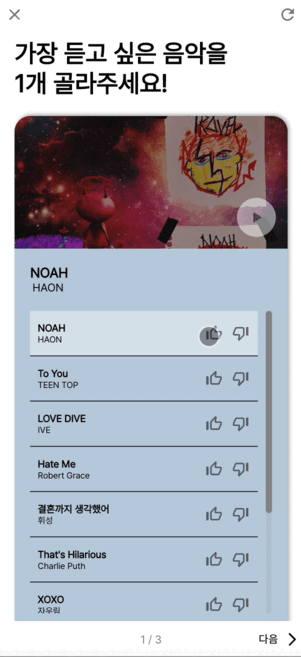 가장 듣고 싶은 음악을
1개 골라주세요!
TRAVEL
NOAH
NOAH
HAON
NOAH
HAON
To You
TEEN TOP
LOVE DIVE
IVE
Hate Me
Robert Grace
결혼까지 생각했어
휘성
That's Hilarious
Charlie Puth
XOXO
자우림
1 / 3
다음